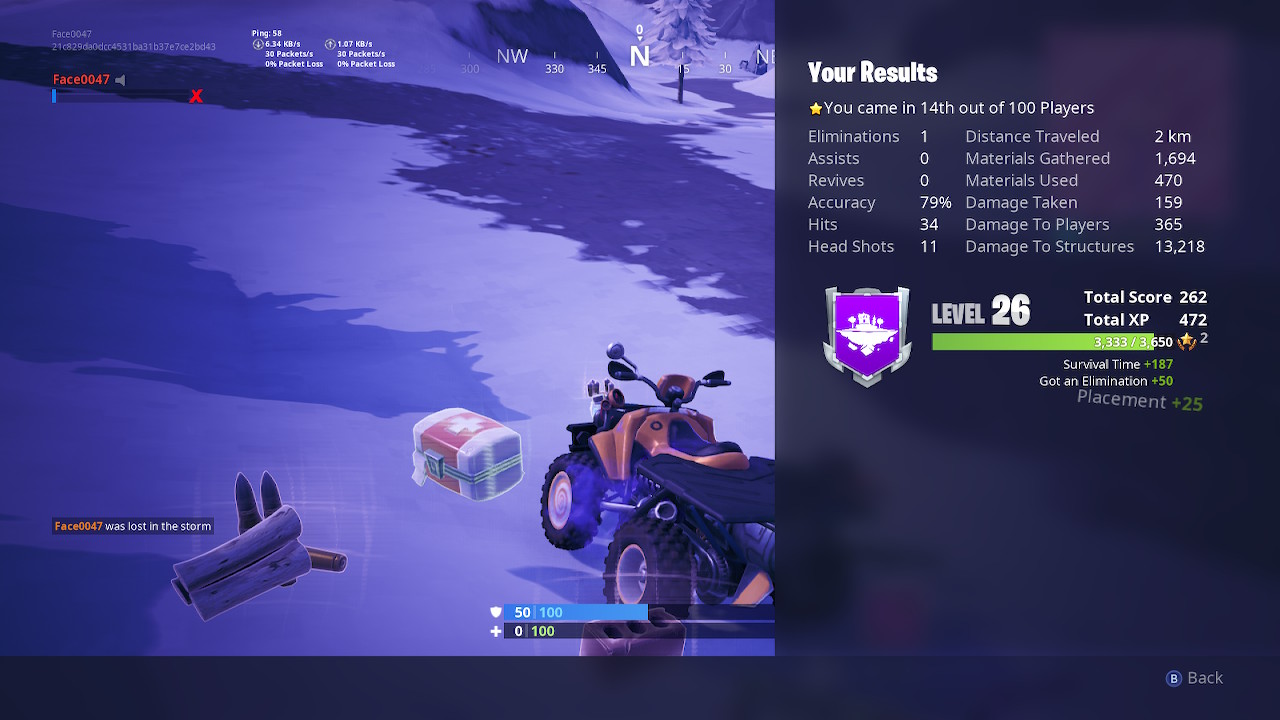 Face0047
21c829da0dcc4531ba31b37e7ce2bd43
Ping: 58
6.34 KB/s
30 Packets/s
0% Packet Loss
1.07 KB/s
30 Packets/s
0% Packet Loss
0
300 NW 330 345 N 15 30 NE
Face0047
X
Face0047 was lost in the storm
50 | 100
0 | 100
Your Results
You came in 14th out of 100 Players
Eliminations 1 Distance Traveled 2 km
Assists 0 Materials Gathered 1,694
Revives 0 Materials Used 470
Accuracy 79% Damage Taken 159
Hits 34 Damage To Players 365
Head Shots 11 Damage To Structures 13,218
LEVEL 26
Total Score 262
Total XP 472
3,333 / 3,650 2
Survival Time +187
Got an Elimination +50
Placement +25
B Back